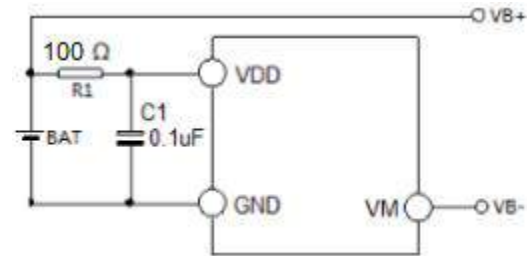 VB+
100 Ω
R1
VDD
C1
0.1uF
BAT
GND
VM
VB-